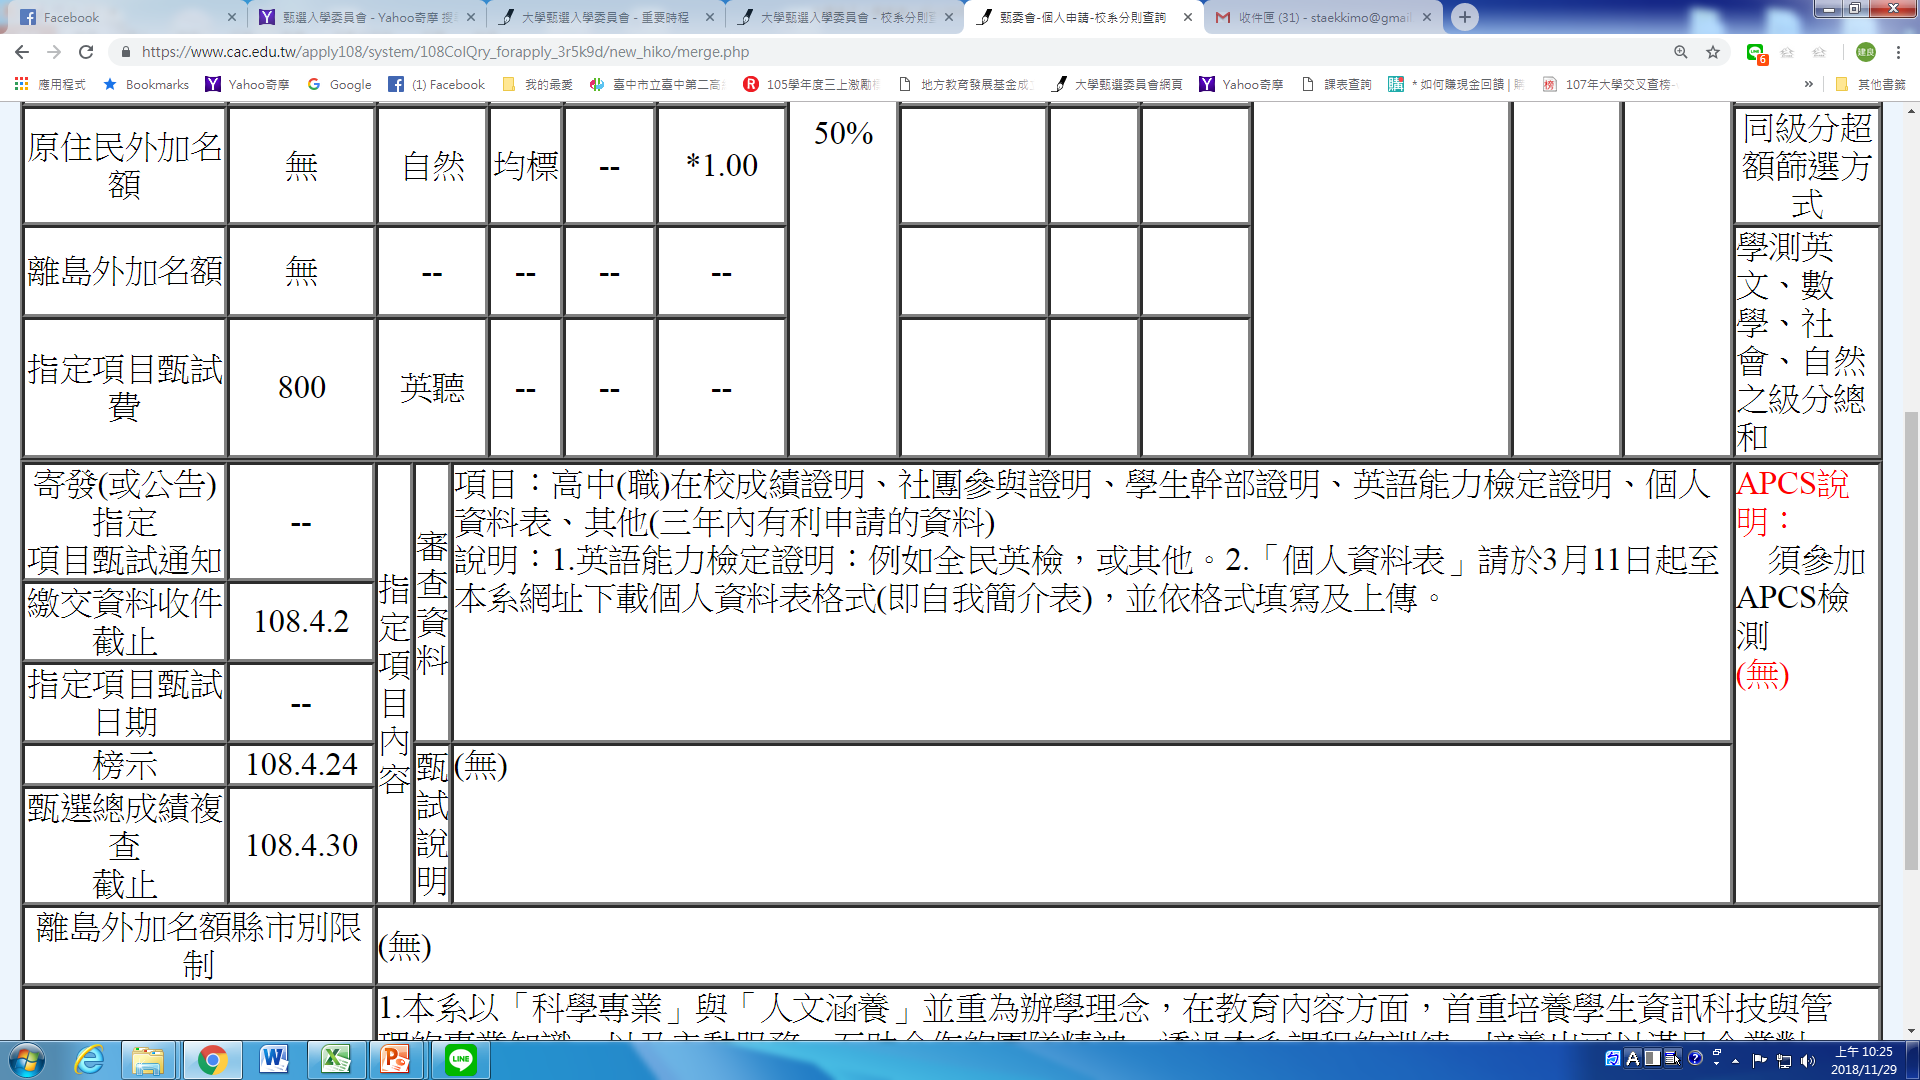 Facebook
甄選入學委員會 - Yahoo奇摩 搜
大學甄選入學委員會 - 重要時程
大學甄選入學委員會 - 校系分則
甄委會-個人申請-校系分則查詢
收件匣 (31) - staekkimo@gmai
https://www.cac.edu.tw/apply108/system/108ColQry_forapply_3r5k9d/new_hiko/merge.php
應用程式
Bookmarks
Yahoo奇摩
Google
(1) Facebook
我的最愛
臺中市立臺中第二高
105學年度三上激勵
地方教育發展基金成
大學甄選委員會網頁
Yahoo奇摩
課表查詢
* 如何賺現金回饋 | 
107年大學交叉查榜-
»
其他書籤
原住民外加名
額
無
自然
均標
--
*1.00
50%
同級分超
額篩選方
式
離島外加名額
無
--
--
--
--
學測英
文、數
學、社
會、自然
之級分總
和
指定項目甄試
費
800
英聽
--
--
--
寄發(或公告)
指定
項目甄試通知
--
繳交資料收件
截止
108.4.2
指定項目甄試
日期
--
榜示
108.4.24
甄選總成績複
查
截止
108.4.30
指定項目內容
審查資料
項目：高中(職)在校成績證明、社團參與證明、學生幹部證明、英語能力檢定證明、個人
資料表、其他(三年內有利申請的資料)
說明：1.英語能力檢定證明：例如全民英檢，或其他。2.「個人資料表」請於3月11日起至
本系網址下載個人資料表格式(即自我簡介表)，並依格式填寫及上傳。
甄試說明
(無)
APCS說
明：
須參加
APCS檢
測
(無)
離島外加名額縣市別限
制
(無)
1.本系以「科學專業」與「人文涵養」並重為辦學理念，在教育內容方面，首重培養學生資訊科技與管
上午 10:25
2018/11/29